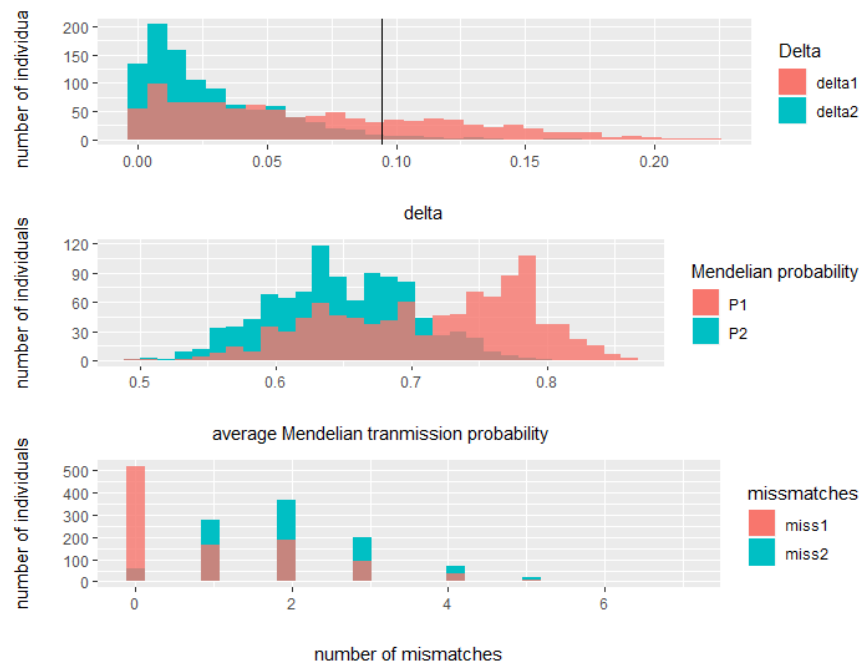 number of individua
200
150
100
50
0
0.00
0.05
0.10
0.15
0.20
delta
Delta
delta1
delta2
number of individuals
120
90
60
30
0
0.5
0.6
0.7
0.8
average Mendelian tranmission probability
Mendelian probability
P1
P2
number of individuals
500
400
300
200
100
0
0
2
4
6
number of mismatches
missmatches
miss1
miss2